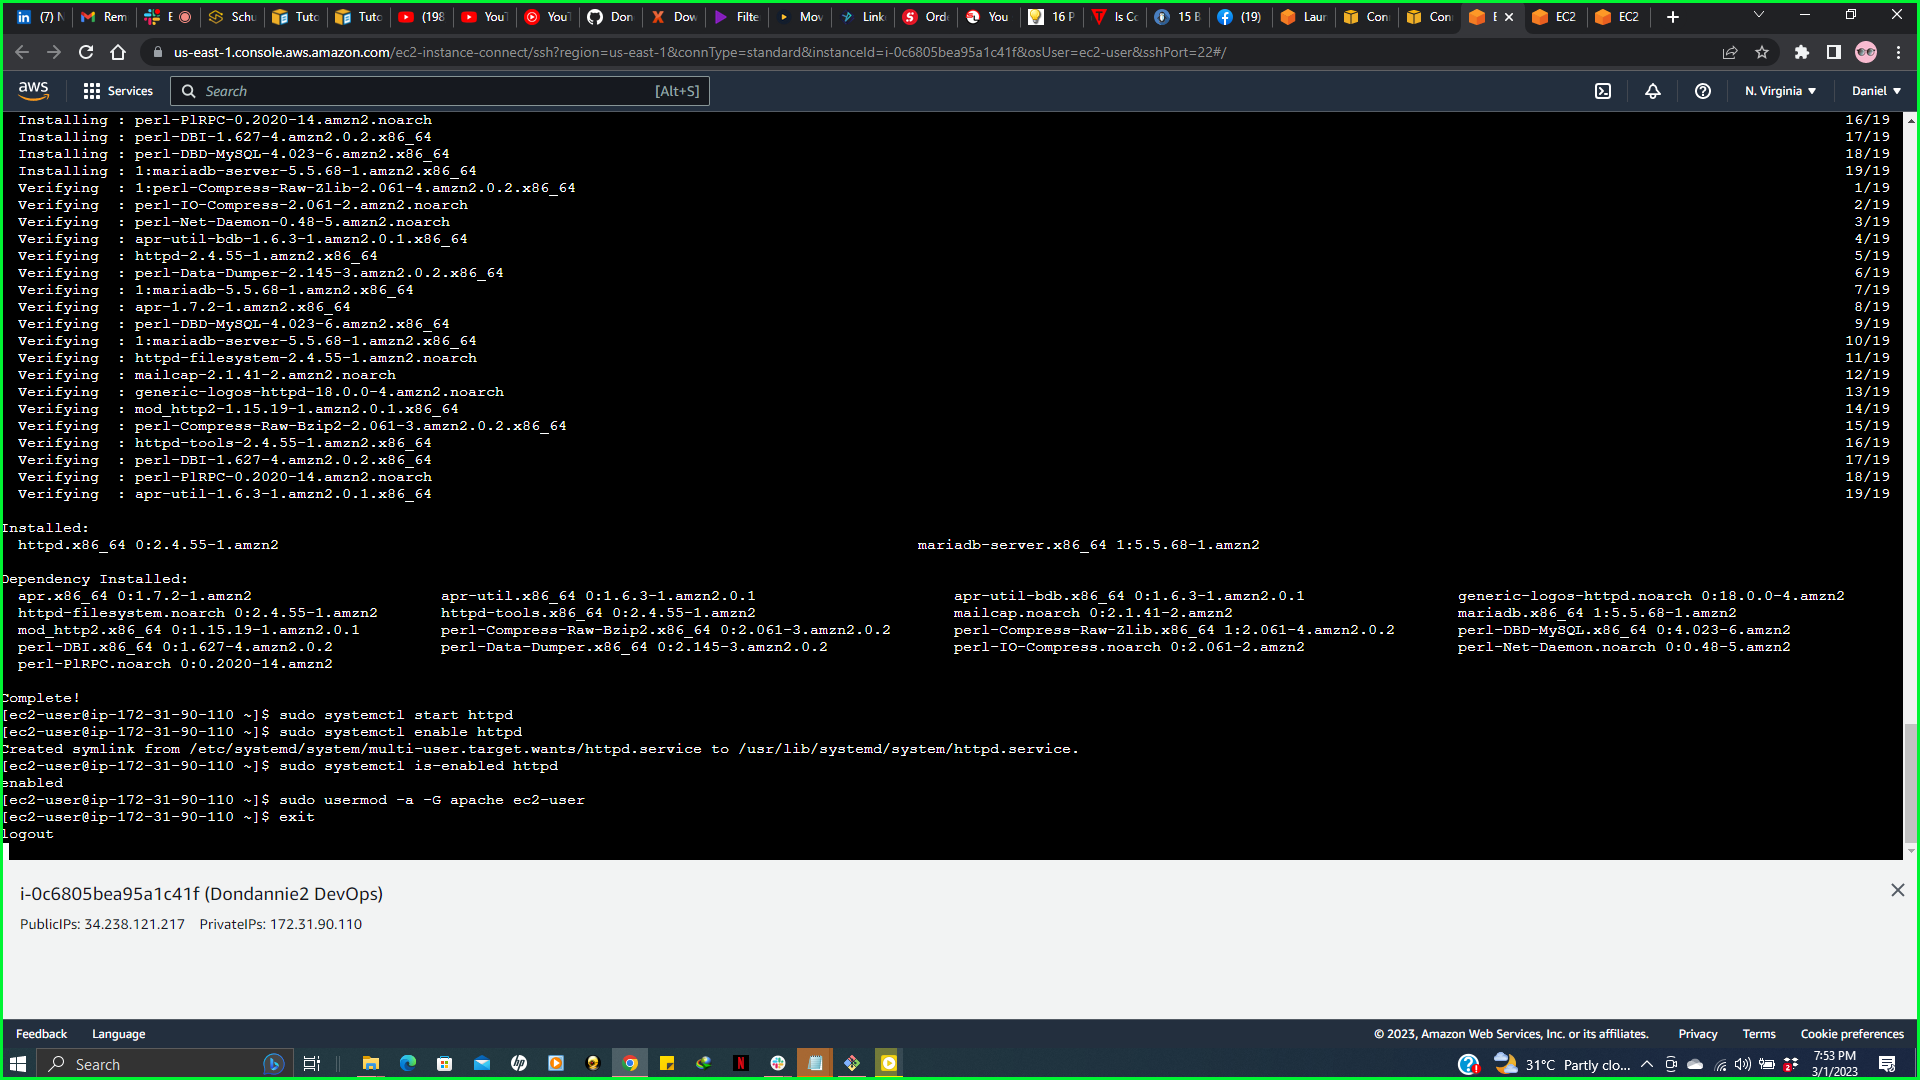 (7) N
Rem
E
Schu
Tuto
Tuto
(198
YouT
YouT
Don
Dow
Filte
Mov
Link
Orde
You
16 P
Is Co
15 B
(19)
Laun
Conn
Conn
E
EC2
EC2
us-east-1.console.aws.amazon.com/ec2-instance-connect/ssh?region=us-east-1&connType=standard&instanceId=i-0c6805bea95a1c41f&osUser=ec2-user&sshPort=22#/
aws Services Search [Alt+S] N. Virginia Daniel
Installing : perl-PlRPC-0.2020-14.amzn2.noarch 16/19
Installing : perl-DBI-1.627-4.amzn2.0.2.x86_64 17/19
Installing : perl-DBD-MySQL-4.023-6.amzn2.x86_64 18/19
Installing : 1:mariadb-server-5.5.68-1.amzn2.x86_64 19/19
Verifying : 1:perl-Compress-Raw-Zlib-2.061-4.amzn2.0.2.x86_64 1/19
Verifying : perl-IO-Compress-2.061-2.amzn2.noarch 2/19
Verifying : perl-Net-Daemon-0.48-5.amzn2.noarch 3/19
Verifying : apr-util-bdb-1.6.3-1.amzn2.0.1.x86_64 4/19
Verifying : httpd-2.4.55-1.amzn2.x86_64 5/19
Verifying : perl-Data-Dumper-2.145-3.amzn2.0.2.x86_64 6/19
Verifying : 1:mariadb-5.5.68-1.amzn2.x86_64 7/19
Verifying : apr-1.7.2-1.amzn2.x86_64 8/19
Verifying : perl-DBD-MySQL-4.023-6.amzn2.x86_64 9/19
Verifying : 1:mariadb-server-5.5.68-1.amzn2.x86_64 10/19
Verifying : httpd-filesystem-2.4.55-1.amzn2.noarch 11/19
Verifying : mailcap-2.1.41-2.amzn2.noarch 12/19
Verifying : generic-logos-httpd-18.0.0-4.amzn2.noarch 13/19
Verifying : mod_http2-1.15.19-1.amzn2.0.1.x86_64 14/19
Verifying : perl-Compress-Raw-Bzip2-2.061-3.amzn2.0.2.x86_64 15/19
Verifying : httpd-tools-2.4.55-1.amzn2.x86_64 16/19
Verifying : perl-DBI-1.627-4.amzn2.0.2.x86_64 17/19
Verifying : perl-PlRPC-0.2020-14.amzn2.noarch 18/19
Verifying : apr-util-1.6.3-1.amzn2.0.1.x86_64 19/19
Installed:
httpd.x86_64 0:2.4.55-1.amzn2 mariadb-server.x86_64 1:5.5.68-1.amzn2
Dependency Installed:
apr.x86_64 0:1.7.2-1.amzn2 apr-util.x86_64 0:1.6.3-1.amzn2.0.1 apr-util-bdb.x86_64 0:1.6.3-1.amzn2.0.1 generic-logos-httpd.noarch 0:18.0.0-4.amzn2
httpd-filesystem.noarch 0:2.4.55-1.amzn2 httpd-tools.x86_64 0:2.4.55-1.amzn2 mailcap.noarch 0:2.1.41-2.amzn2 mariadb.x86_64 1:5.5.68-1.amzn2
mod_http2.x86_64 0:1.15.19-1.amzn2.0.1 perl-Compress-Raw-Bzip2.x86_64 0:2.061-3.amzn2.0.2 perl-Compress-Raw-Zlib.x86_64 1:2.061-4.amzn2.0.2 perl-DBD-MySQL.x86_64 0:4.023-6.amzn2
perl-DBI.x86_64 0:1.627-4.amzn2.0.2 perl-Data-Dumper.x86_64 0:2.145-3.amzn2.0.2 perl-IO-Compress.noarch 0:2.061-2.amzn2 perl-Net-Daemon.noarch 0:0.48-5.amzn2
perl-PlRPC.noarch 0:0.2020-14.amzn2
Complete!
[ec2-user@ip-172-31-90-110 ~]$ sudo systemctl start httpd
[ec2-user@ip-172-31-90-110 ~]$ sudo systemctl enable httpd
Created symlink from /etc/systemd/system/multi-user.target.wants/httpd.service to /usr/lib/systemd/system/httpd.service.
[ec2-user@ip-172-31-90-110 ~]$ sudo systemctl is-enabled httpd
enabled
[ec2-user@ip-172-31-90-110 ~]$ sudo usermod -a -G apache ec2-user
[ec2-user@ip-172-31-90-110 ~]$ exit
logout
i-0c6805bea95a1c41f (Dondannie2 DevOps)
PublicIPs: 34.238.121.217 PrivateIPs: 172.31.90.110
Feedback Language © 2023, Amazon Web Services, Inc. or its affiliates. Privacy Terms Cookie preferences
Search 31°C Partly clo... 7:53 PM
3/1/2023